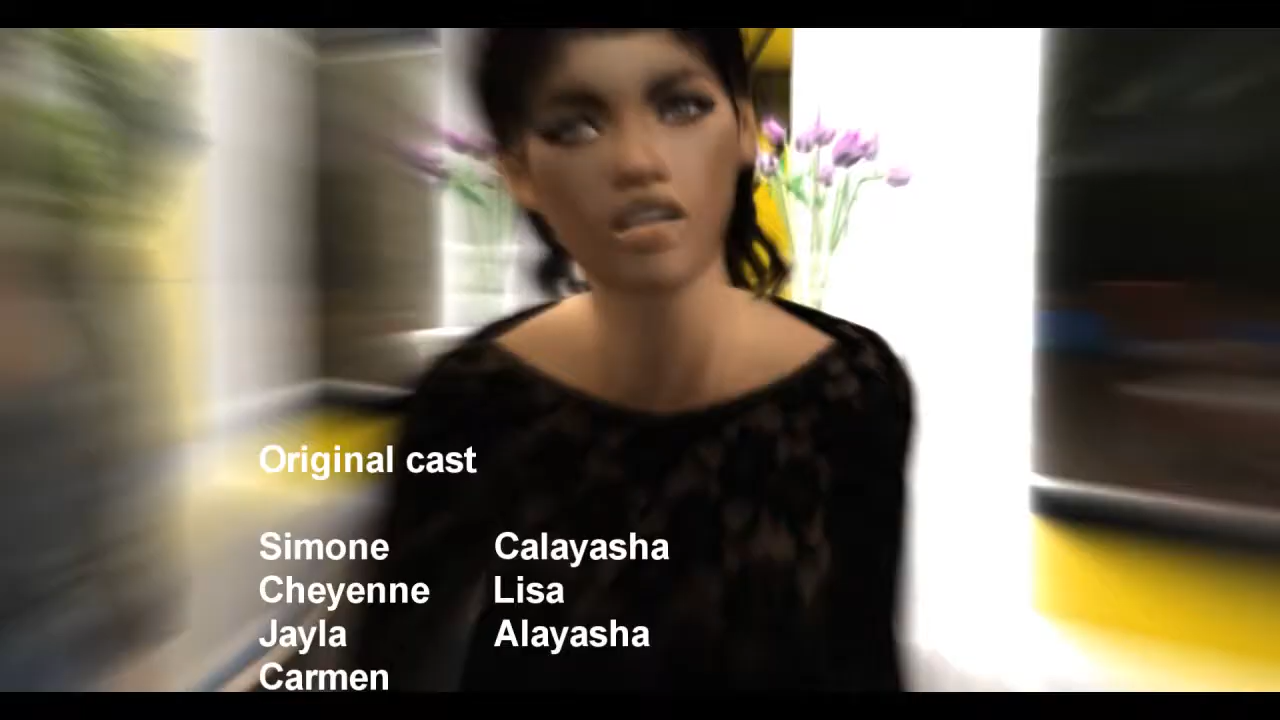 Original cast
Simone Calayasha
Cheyenne Lisa
Jayla Alayasha
Carmen